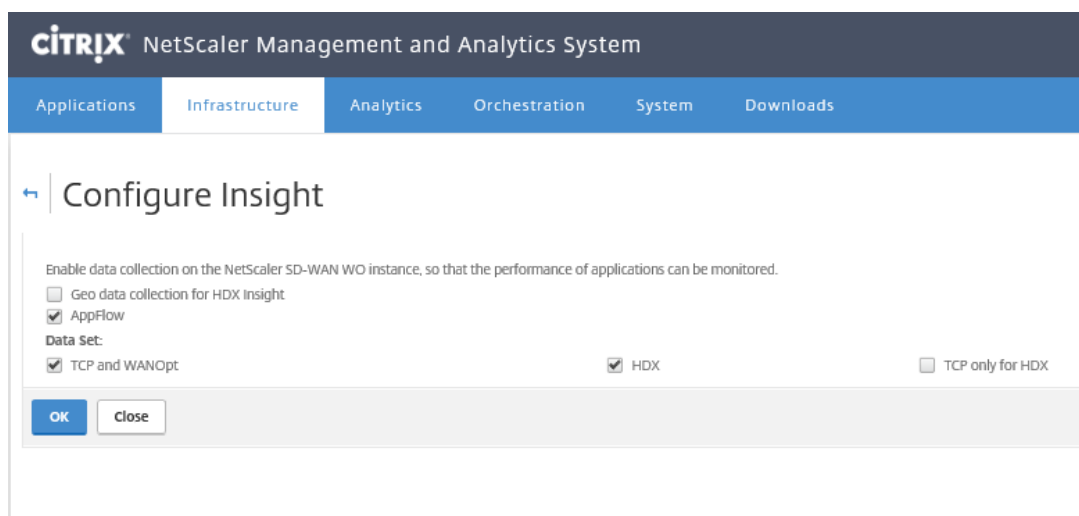 CITRIX NetScaler Management and Analytics System
Applications Infrastructure Analytics Orchestration System Downloads
Configure Insight
Enable data collection on the NetScaler SD-WAN WO instance, so that the performance of applications can be monitored.
Geo data collection for HDX Insight
AppFlow
Data Set:
TCP and WANOpt HDX TCP only for HDX
OK Close